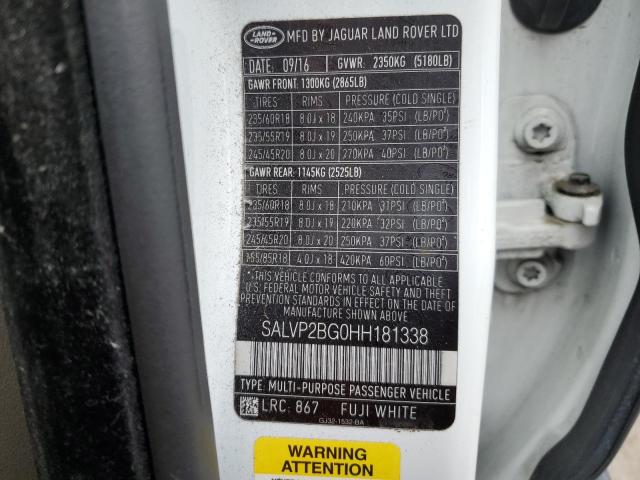 LAND ROVER MFD BY JAGUAR LAND ROVER LTD
DATE: 09/16 GVWR: 2350KG (5180LB)
GAWR FRONT: 1300KG (2865LB)
TIRES RIMS PRESSURE (COLD SINGLE)
235/60R18 8.0J x 18 240KPA 35PSI (LB/PO²)
235/55R19 8.0J x 19 250KPA 37PSI (LB/PO²)
245/45R20 8.0J x 20 270KPA 40PSI (LB/PO²)
GAWR REAR: 1145KG (2525LB)
TIRES RIMS PRESSURE (COLD SINGLE)
235/60R18 8.0J x 18 210KPA 31PSI (LB/PO²)
235/55R19 8.0J x 19 220KPA 32PSI (LB/PO²)
245/45R20 8.0J x 20 250KPA 37PSI (LB/PO²)
155/85R18 4.0J x 18 420KPA 60PSI (LB/PO²)
"THIS VEHICLE CONFORMS TO ALL APPLICABLE
U.S. FEDERAL MOTOR VEHICLE SAFETY AND THEFT
PREVENTION STANDARDS IN EFFECT ON THE DATE OF
MANUFACTURE SHOWN ABOVE."
SALVP2BG0HH181338
TYPE: MULTI-PURPOSE PASSENGER VEHICLE
LRC: 867 FUJI WHITE
GJ32-1532-BA
WARNING
ATTENTION